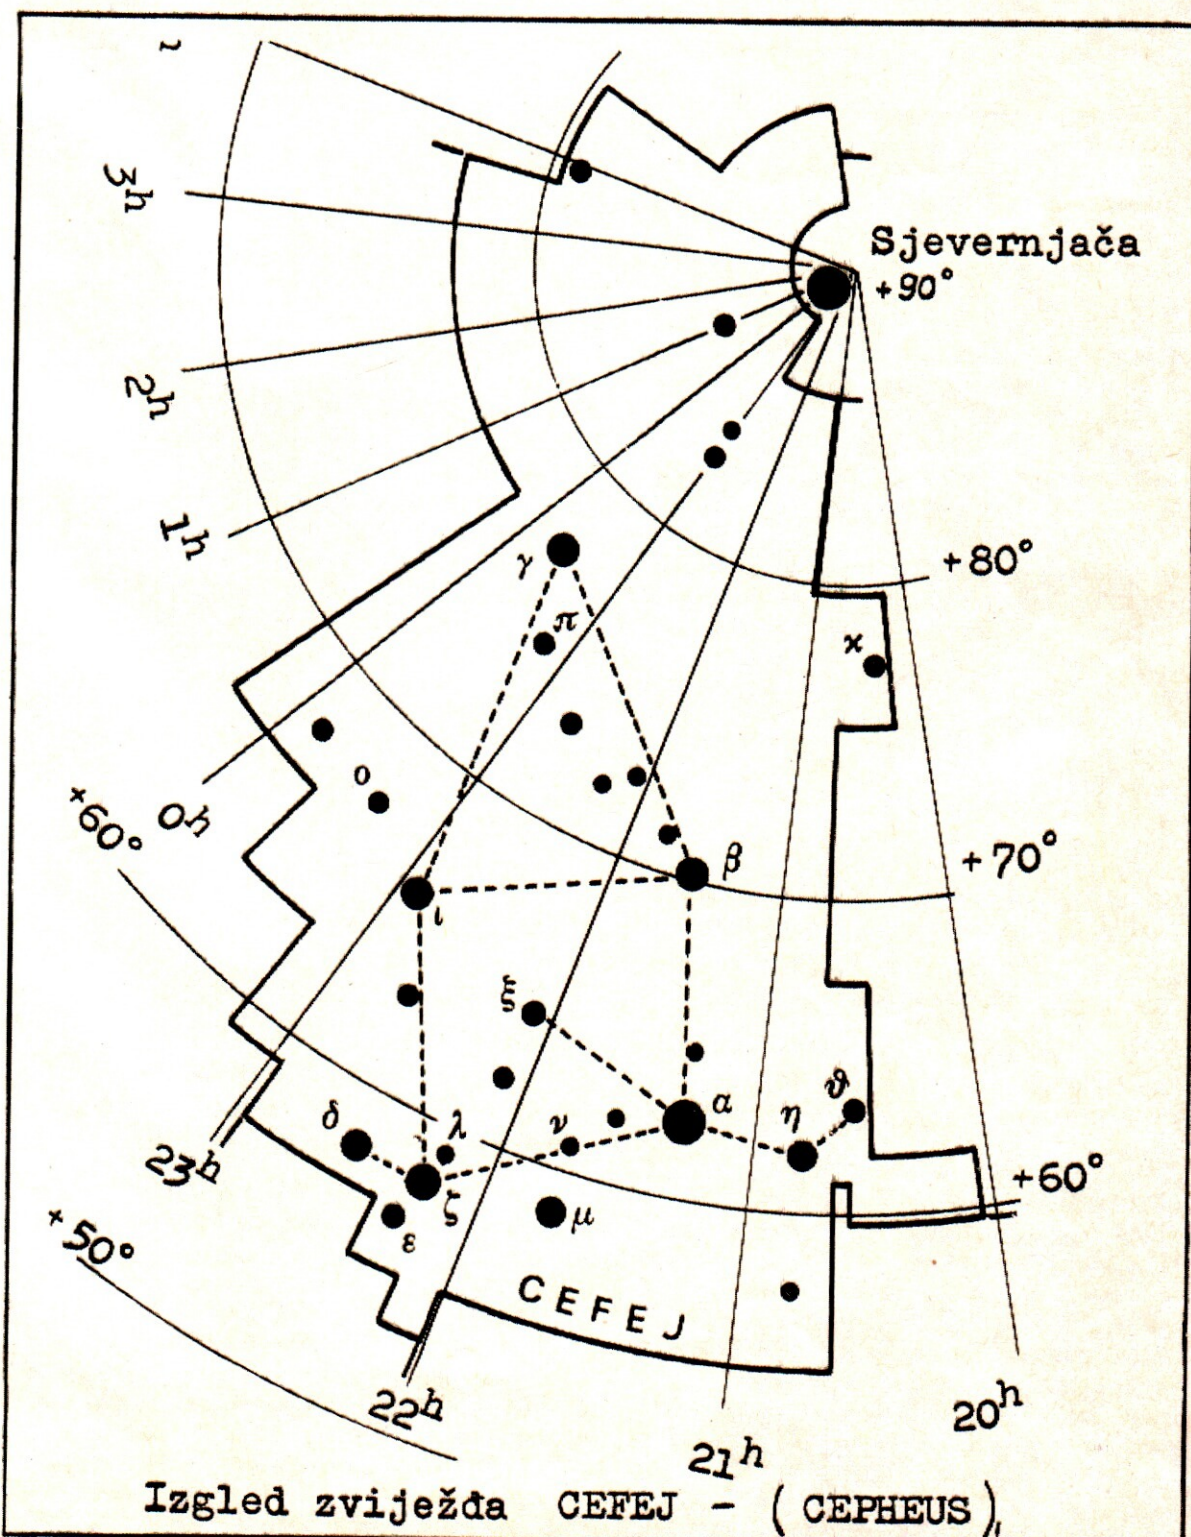 3h
Sjevernjača
+90°
2h
1h
+80°
γ
π
ϰ
ο
+60°
0h
+70°
β
ι
ξ
α
ϑ
δ
λ
ν
η
23h
+60°
ζ
μ
ε
+50°
CEFEJ
22h
20h
21h
Izgled zviježđa CEFEJ - (CEPHEUS)